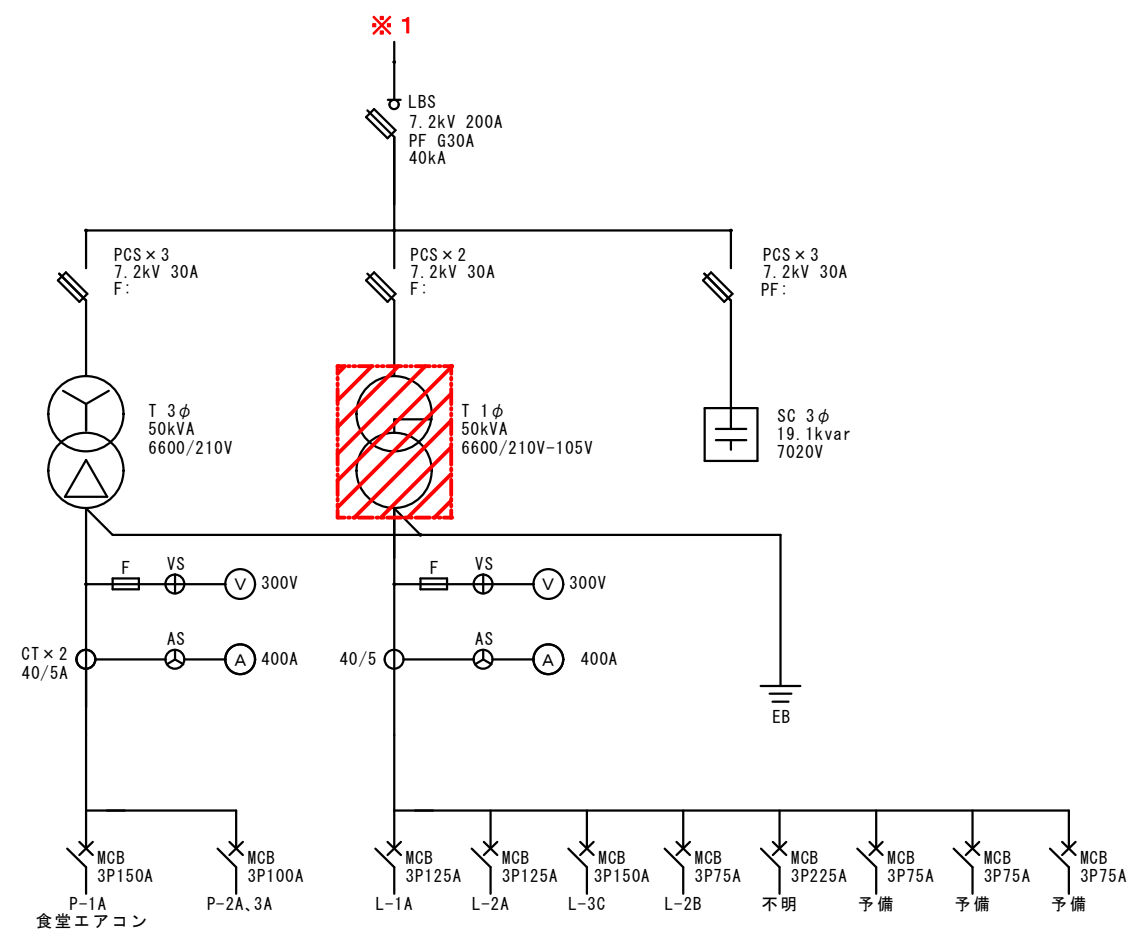 ※1
LBS
7.2kV 200A
PF G30A
40kA
PCS×3
7.2kV 30A
F:
PCS×2
7.2kV 30A
F:
PCS×3
7.2kV 30A
PF:
T 3φ
50kVA
6600/210V
T 1φ
50kVA
6600/210V-105V
SC 3φ
19.1kvar
7020V
F
VS
V
300V
F
VS
V
300V
CT×2
40/5A
AS
A
400A
40/5
AS
A
400A
EB
MCB
3P150A
P-1A
食堂エアコン
MCB
3P100A
P-2A、3A
MCB
3P125A
L-1A
MCB
3P125A
L-2A
MCB
3P150A
L-3C
MCB
3P75A
L-2B
MCB
3P225A
不明
MCB
3P75A
予備
MCB
3P75A
予備
MCB
3P75A
予備